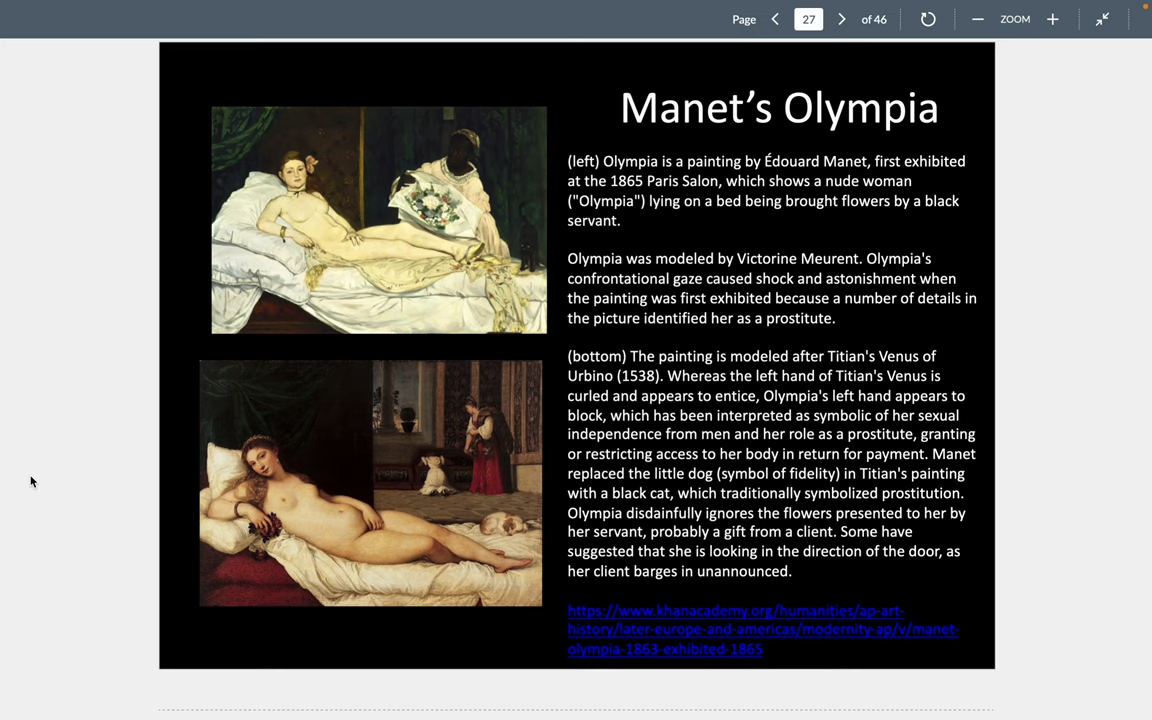 Page 27 of 46 ZOOM
Manet’s Olympia
(left) Olympia is a painting by Édouard Manet, first exhibited
at the 1865 Paris Salon, which shows a nude woman
("Olympia") lying on a bed being brought flowers by a black
servant.
Olympia was modeled by Victorine Meurent. Olympia's
confrontational gaze caused shock and astonishment when
the painting was first exhibited because a number of details in
the picture identified her as a prostitute.
(bottom) The painting is modeled after Titian's Venus of
Urbino (1538). Whereas the left hand of Titian's Venus is
curled and appears to entice, Olympia's left hand appears to
block, which has been interpreted as symbolic of her sexual
independence from men and her role as a prostitute, granting
or restricting access to her body in return for payment. Manet
replaced the little dog (symbol of fidelity) in Titian's painting
with a black cat, which traditionally symbolized prostitution.
Olympia disdainfully ignores the flowers presented to her by
her servant, probably a gift from a client. Some have
suggested that she is looking in the direction of the door, as
her client barges in unannounced.
https://www.khanacademy.org/humanities/ap-art-
history/later-europe-and-americas/modernity-ap/v/manet-
olympia-1863-exhibited-1865